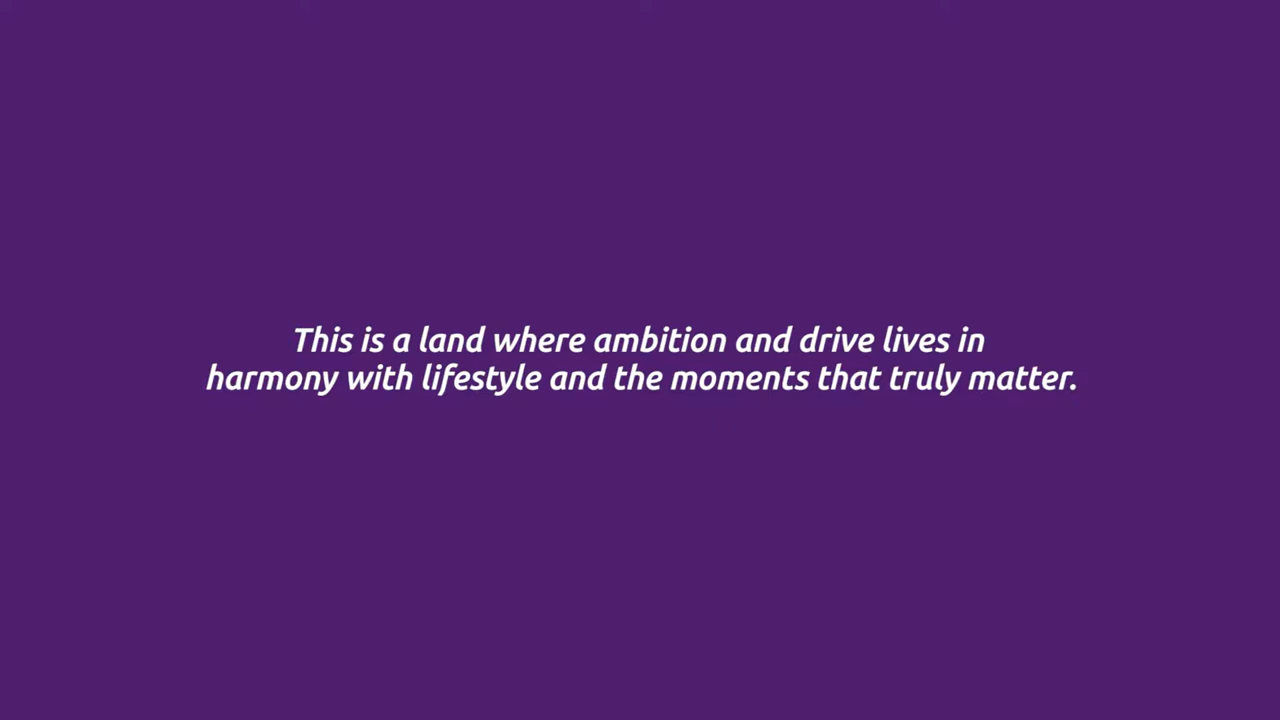 This is a land where ambition and drive lives in
harmony with lifestyle and the moments that truly matter.